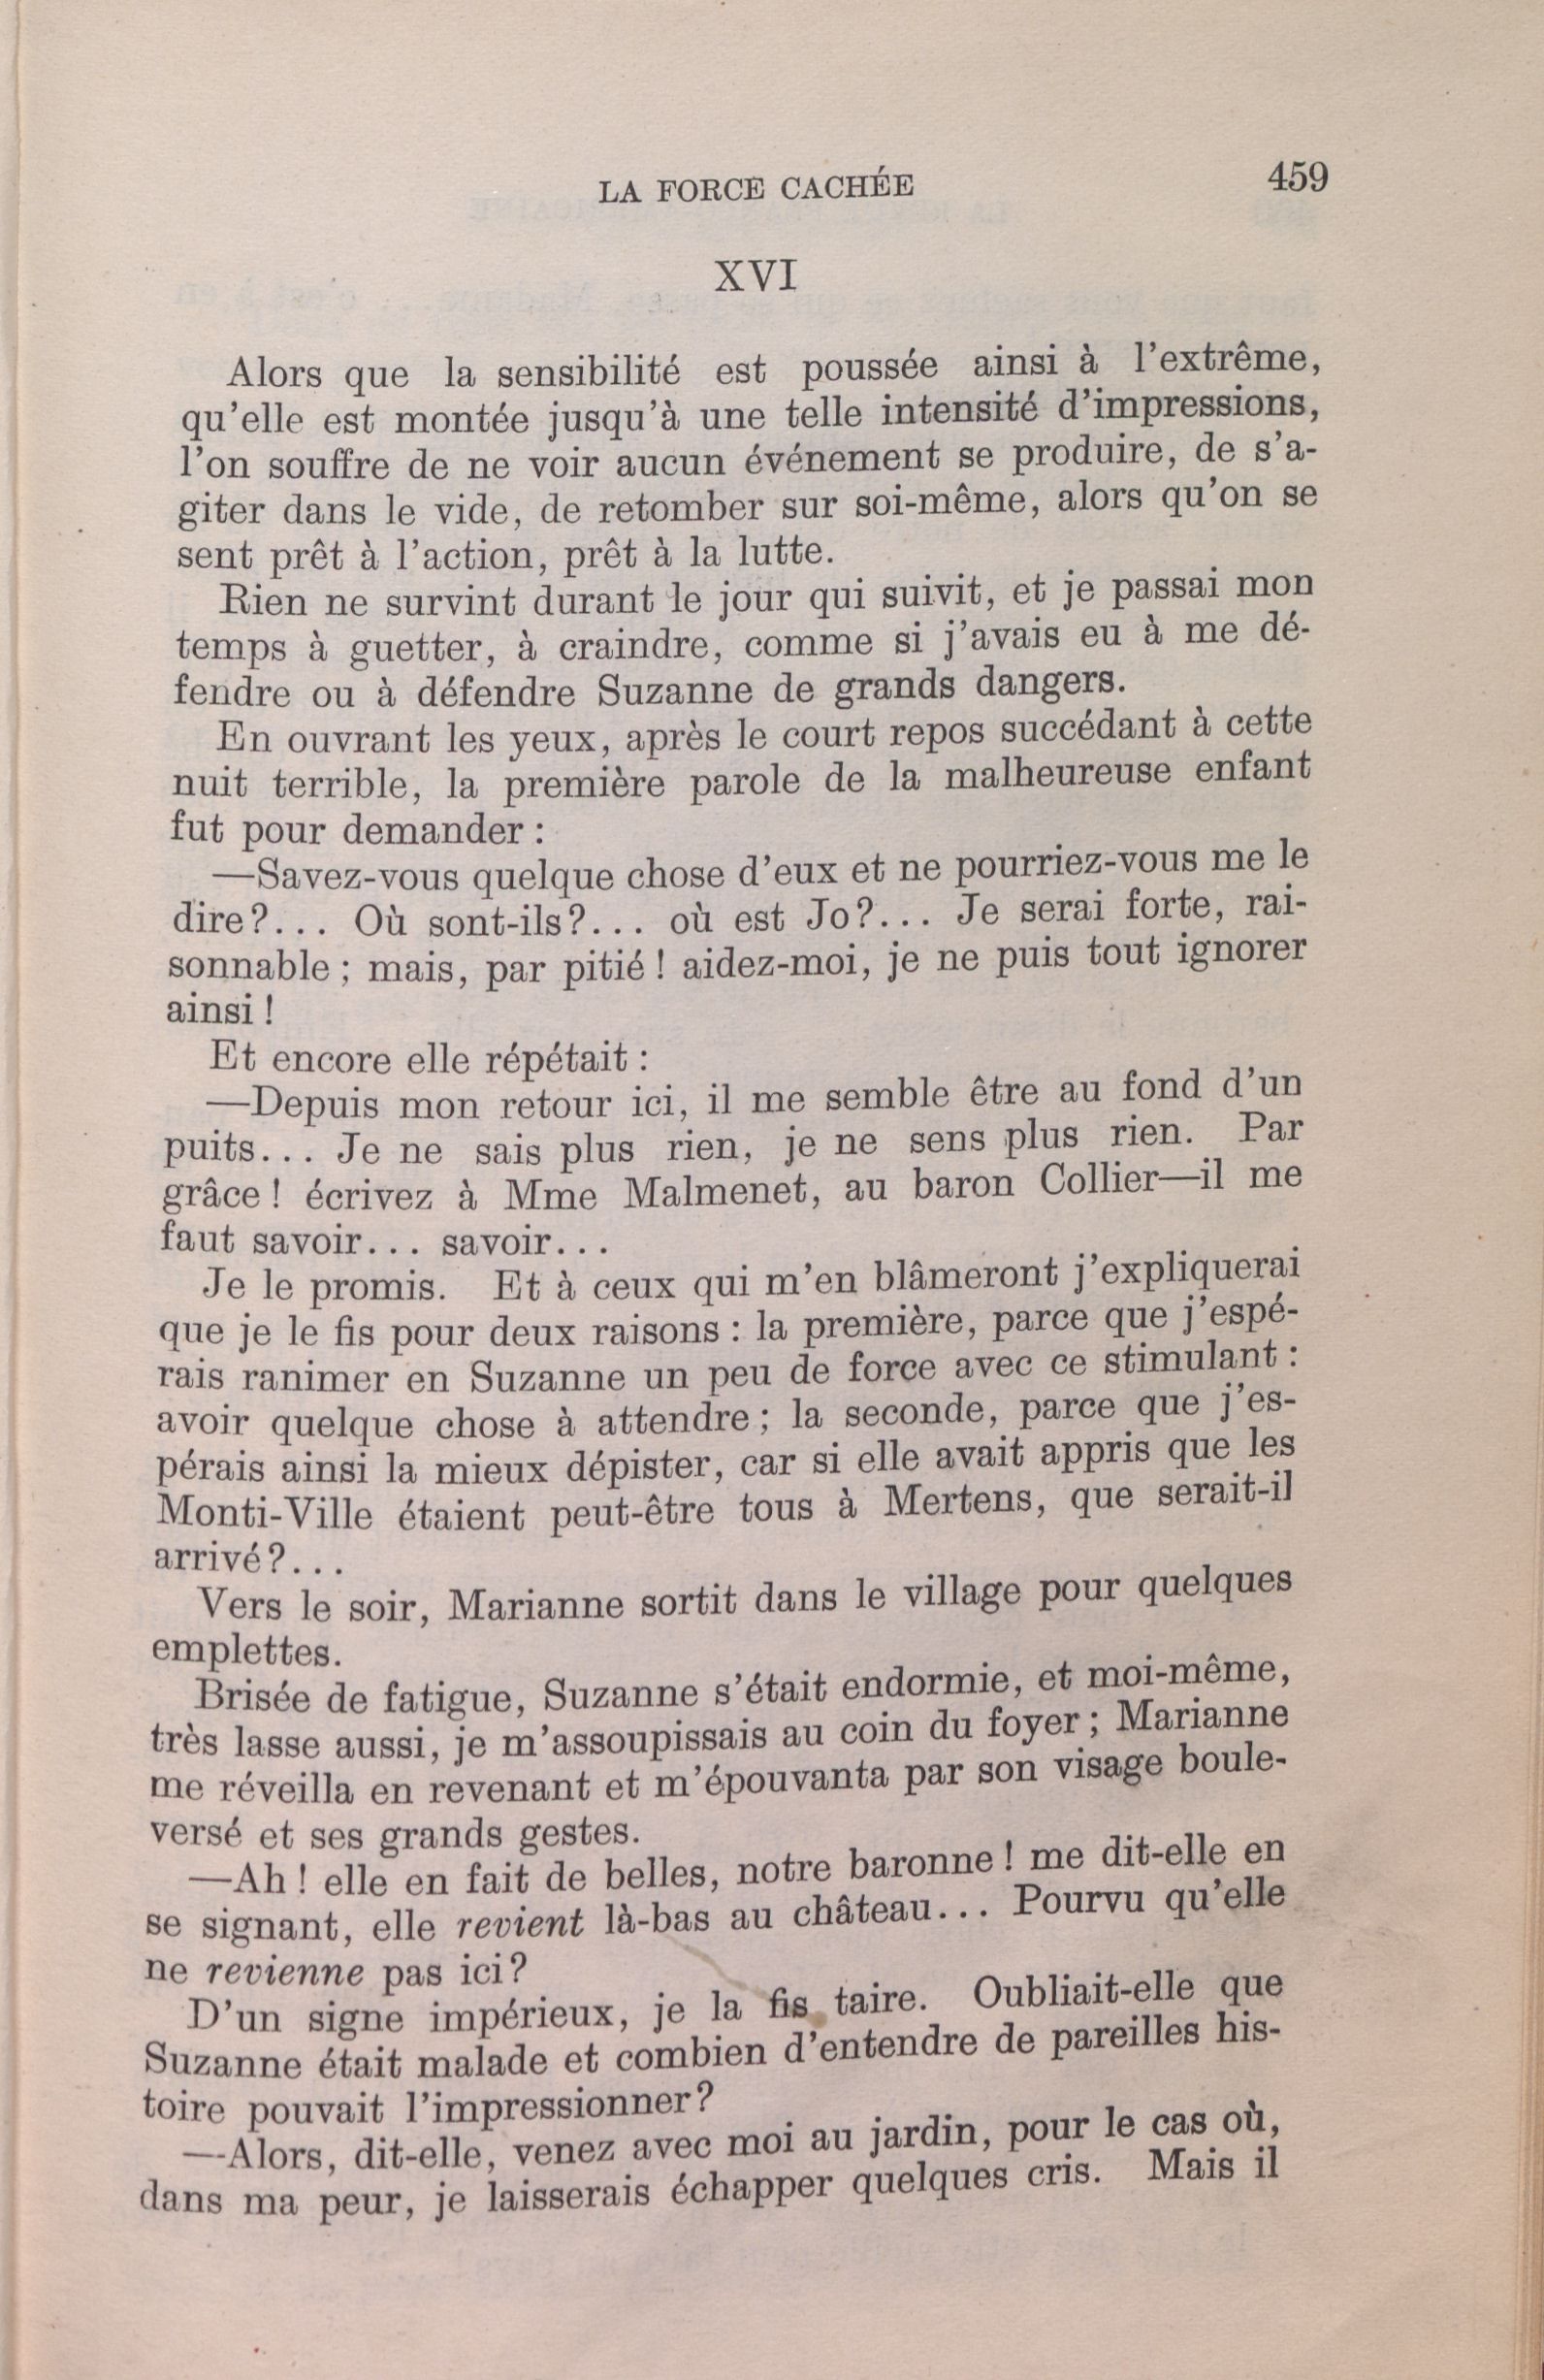 LA FORCE CACHÉE 459
XVI
Alors que la sensibilité est poussée ainsi à l'extrême,
qu'elle est montée jusqu'à une telle intensité d'impressions,
l'on souffre de ne voir aucun événement se produire, de s'a-
giter dans le vide, de retomber sur soi-même, alors qu'on se
sent prêt à l'action, prêt à la lutte.
Rien ne survint durant le jour qui suivit, et je passai mon
temps à guetter, à craindre, comme si j'avais eu à me dé-
fendre ou à défendre Suzanne de grands dangers.
En ouvrant les yeux, après le court repos succédant à cette
nuit terrible, la première parole de la malheureuse enfant
fut pour demander :
—Savez-vous quelque chose d'eux et ne pourriez-vous me le
dire?... Où sont-ils?... où est Jo?... Je serai forte, rai-
sonnable ; mais, par pitié ! aidez-moi, je ne puis tout ignorer
ainsi !
Et encore elle répétait :
—Depuis mon retour ici, il me semble être au fond d'un
puits... Je ne sais plus rien, je ne sens plus rien. Par
grâce ! écrivez à Mme Malmenet, au baron Collier—il me
faut savoir... savoir...
Je le promis. Et à ceux qui m'en blâmeront j'expliquerai
que je le fis pour deux raisons : la première, parce que j'espé-
rais ranimer en Suzanne un peu de force avec ce stimulant :
avoir quelque chose à attendre ; la seconde, parce que j'es-
pérais ainsi la mieux dépister, car si elle avait appris que les
Monti-Ville étaient peut-être tous à Mertens, que serait-il
arrivé?...
Vers le soir, Marianne sortit dans le village pour quelques
emplettes.
Brisée de fatigue, Suzanne s'était endormie, et moi-même,
très lasse aussi, je m'assoupissais au coin du foyer ; Marianne
me réveilla en revenant et m'épouvanta par son visage boule-
versé et ses grands gestes.
—Ah ! elle en fait de belles, notre baronne ! me dit-elle en
se signant, elle revient là-bas au château... Pourvu qu'elle
ne revienne pas ici?
D'un signe impérieux, je la fis taire. Oubliait-elle que
Suzanne était malade et combien d'entendre de pareilles his-
toire pouvait l'impressionner?
—Alors, dit-elle, venez avec moi au jardin, pour le cas où,
dans ma peur, je laisserais échapper quelques cris. Mais il